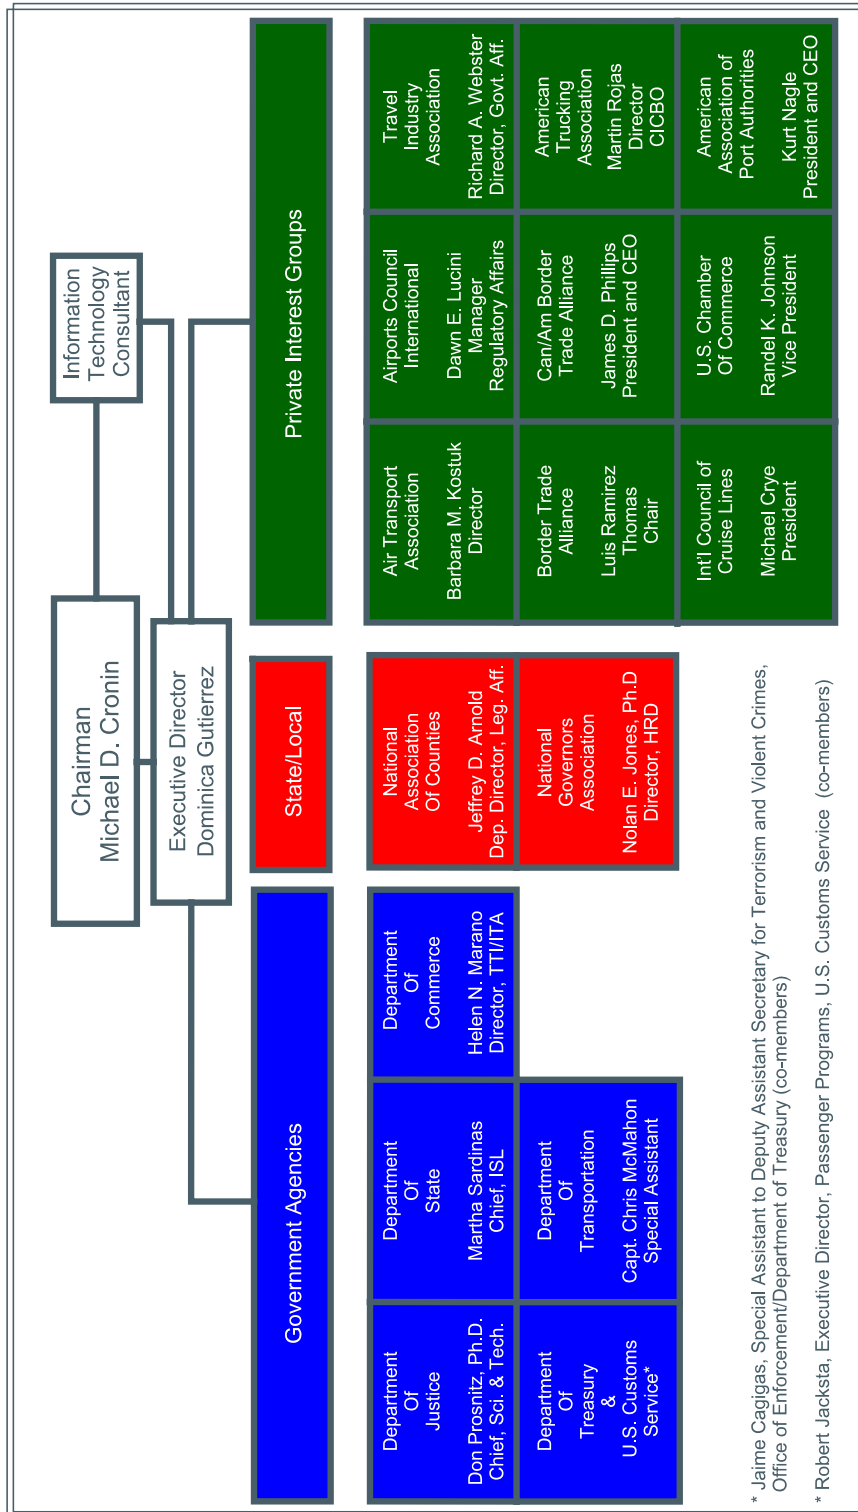 Chairman
Michael D. Cronin
Information
Technology
Consultant
Executive Director
Dominica Gutierrez
Government Agencies
State/Local
Private Interest Groups
Department
Of
Justice
Don Prosnitz, Ph.D.
Chief, Sci. & Tech.
Department
Of
State
Martha Sardinas
Chief, ISL
Department
Of
Commerce
Helen N. Marano
Director, TTI/ITA
Department
Of
Treasury
&
U.S. Customs
Service*
Department
Of
Transportation
Capt. Chris McMahon
Special Assistant
National
Association
Of Counties
Jeffrey D. Arnold
Dep. Director, Leg. Aff.
National
Governors
Association
Nolan E. Jones, Ph.D
Director, HRD
Air Transport
Association
Barbara M. Kostuk
Director
Airports Council
International
Dawn E. Lucini
Manager
Regulatory Affairs
Travel
Industry
Association
Richard A. Webster
Director, Govt. Aff.
Border Trade
Alliance
Luis Ramirez
Thomas
Chair
Can/Am Border
Trade Alliance
James D. Phillips
President and CEO
American
Trucking
Association
Martin Rojas
Director
CICBO
Int'l Council of
Cruise Lines
Michael Crye
President
U.S. Chamber
Of Commerce
Randel K. Johnson
Vice President
American
Association of
Port Authorities
Kurt Nagle
President and CEO
* Jaime Cagigas, Special Assistant to Deputy Assistant Secretary for Terrorism and Violent Crimes,
Office of Enforcement/Department of Treasury (co-members)
* Robert Jacksta, Executive Director, Passenger Programs, U.S. Customs Service (co-members)